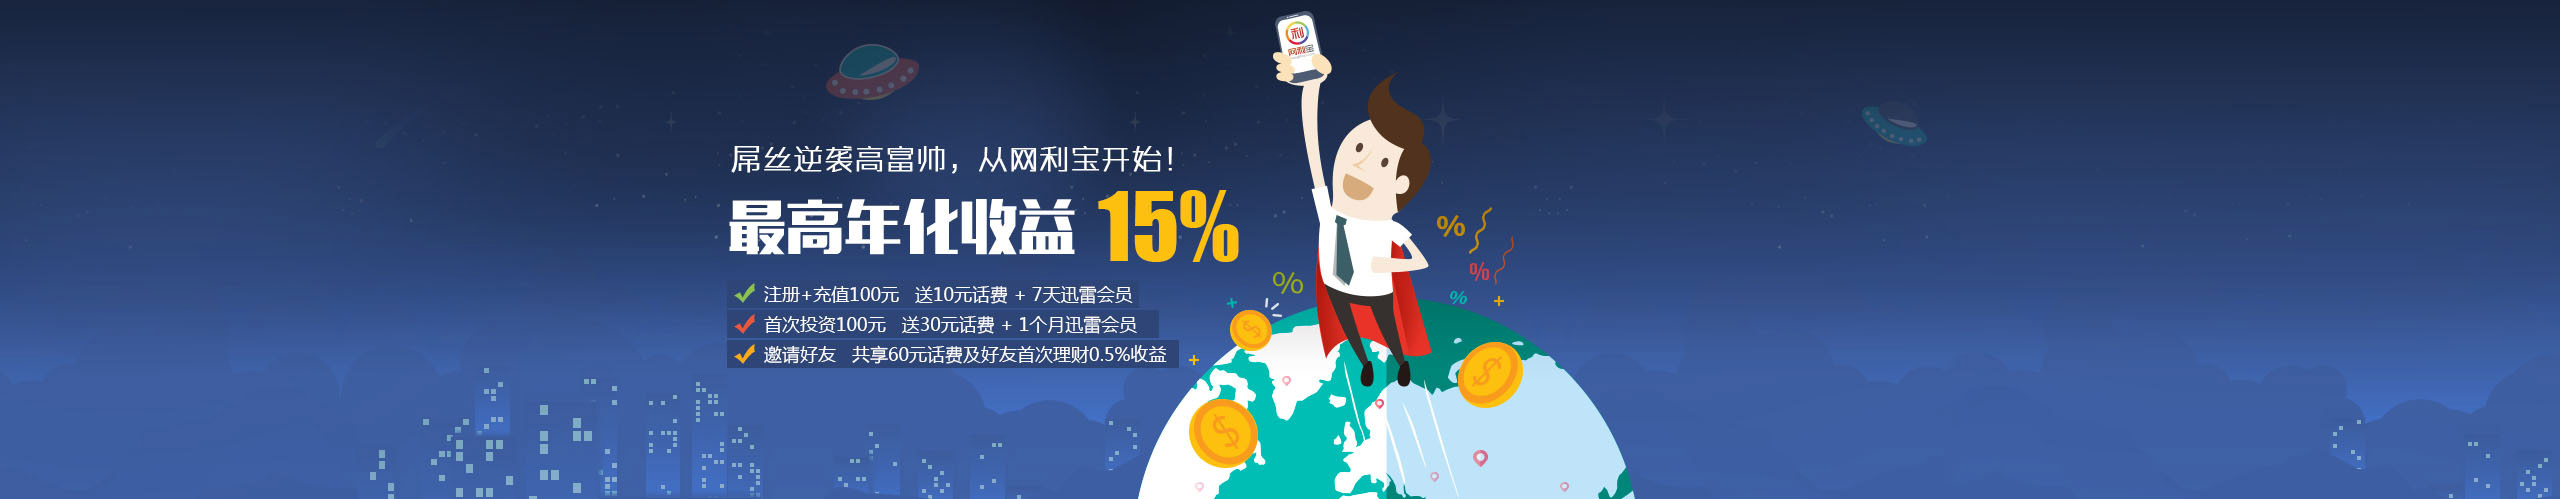 利
网利宝
屌丝逆袭高富帅，从网利宝开始！
最高年化收益 15%
注册+充值100元 送10元话费 + 7天迅雷会员
首次投资100元 送30元话费 + 1个月迅雷会员
邀请好友 共享60元话费及好友首次理财0.5%收益
%
%
%
%
$
$
$